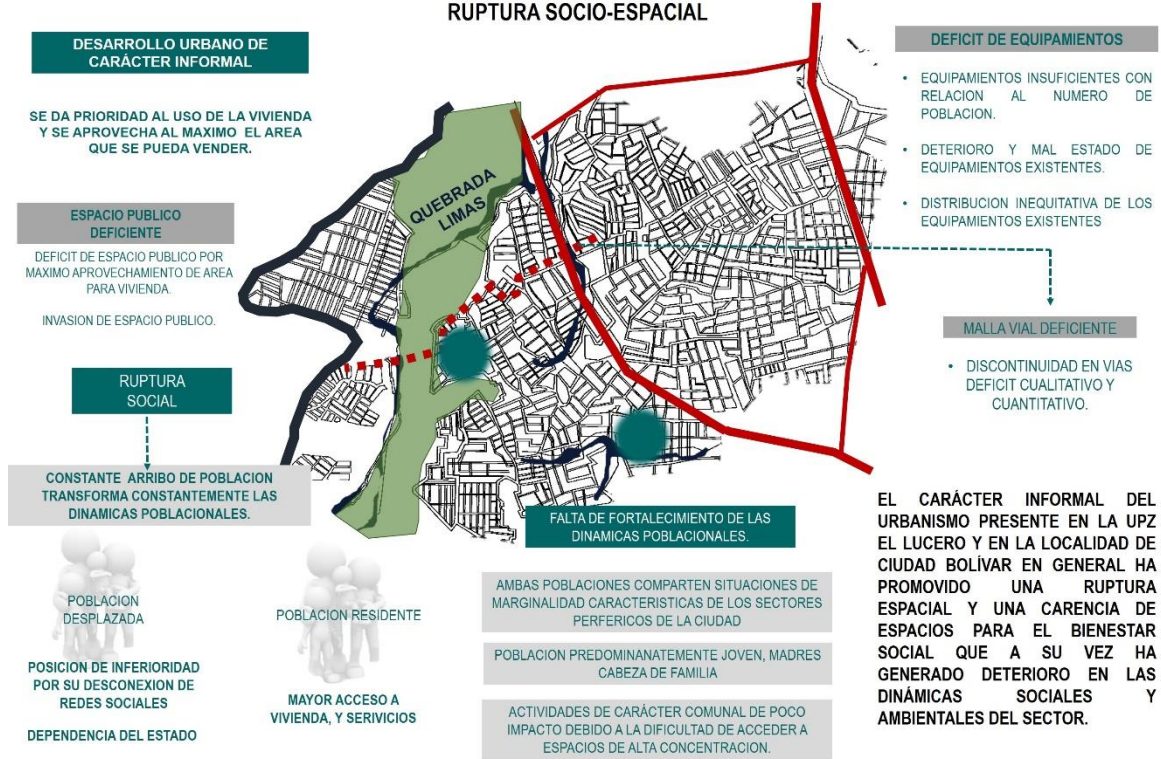 RUPTURA SOCIO-ESPACIAL
DESARROLLO URBANO DE
CARÁCTER INFORMAL
SE DA PRIORIDAD AL USO DE LA VIVIENDA
Y SE APROVECHA AL MAXIMO EL AREA
QUE SE PUEDA VENDER.
ESPACIO PUBLICO
DEFICIENTE
DEFICIT DE ESPACIO PUBLICO POR
MAXIMO APROVECHAMIENTO DE AREA
PARA VIVIENDA.
INVASION DE ESPACIO PUBLICO.
RUPTURA
SOCIAL
CONSTANTE ARRIBO DE POBLACION
TRANSFORMA CONSTANTEMENTE LAS
DINAMICAS POBLACIONALES.
POBLACION
DESPLAZADA
POSICION DE INFERIORIDAD
POR SU DESCONEXION DE
REDES SOCIALES
DEPENDENCIA DEL ESTADO
POBLACION RESIDENTE
MAYOR ACCESO A
VIVIENDA, Y SERIVICIOS
QUEBRADA
LIMAS
FALTA DE FORTALECIMIENTO DE LAS
DINAMICAS POBLACIONALES.
AMBAS POBLACIONES COMPARTEN SITUACIONES DE
MARGINALIDAD CARACTERISTICAS DE LOS SECTORES
PERFERICOS DE LA CIUDAD
POBLACION PREDOMINANATEMENTE JOVEN, MADRES
CABEZA DE FAMILIA
ACTIVIDADES DE CARÁCTER COMUNAL DE POCO
IMPACTO DEBIDO A LA DIFICUTAD DE ACCEDER A
ESPACIOS DE ALTA CONCENTRACION.
DEFICIT DE EQUIPAMIENTOS
• EQUIPAMIENTOS INSUFICIENTES CON
RELACION AL NUMERO DE
POBLACION.
• DETERIORO Y MAL ESTADO DE
EQUIPAMIENTOS EXISTENTES.
• DISTRIBUCION INEQUITATIVA DE LOS
EQUIPAMIENTOS EXISTENTES
MALLA VIAL DEFICIENTE
• DISCONTINUIDAD EN VIAS
DEFICIT CUALITATIVO Y
CUANTITATIVO.
EL CARÁCTER INFORMAL DEL
URBANISMO PRESENTE EN LA UPZ
EL LUCERO Y EN LA LOCALIDAD DE
CIUDAD BOLÍVAR EN GENERAL HA
PROMOVIDO UNA RUPTURA
ESPACIAL Y UNA CARENCIA DE
ESPACIOS PARA EL BIENESTAR
SOCIAL QUE A SU VEZ HA
GENERADO DETERIORO EN LAS
DINÁMICAS SOCIALES Y
AMBIENTALES DEL SECTOR.